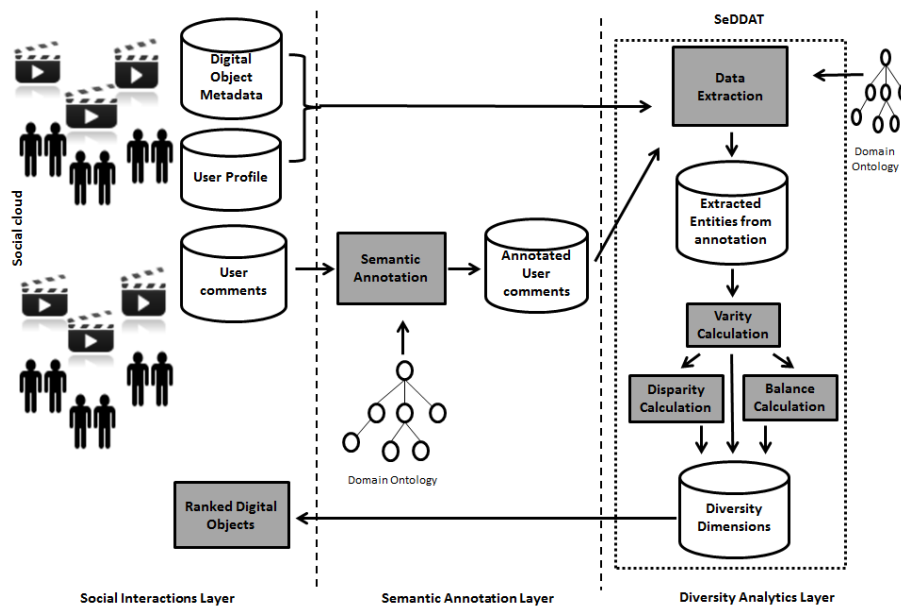 SeDDAT
Digital
Object
Metadata
Data
Extraction
Domain
Ontology
User Profile
Social cloud
Extracted
Entities from
annotation
User
comments
Semantic
Annotation
Annotated
User
comments
Varity
Calculation
Disparity
Calculation
Balance
Calculation
Domain Ontology
Ranked Digital
Objects
Diversity
Dimensions
Social Interactions Layer
Semantic Annotation Layer
Diversity Analytics Layer